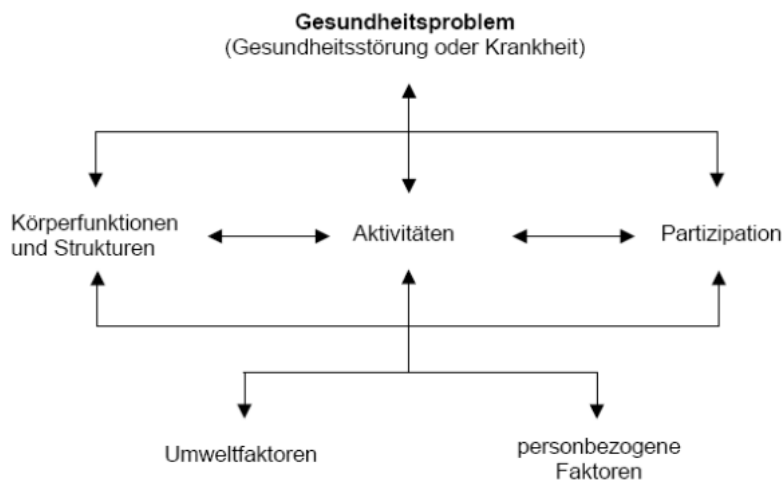 Gesundheitsproblem
(Gesundheitsstörung oder Krankheit)
Körperfunktionen
und Strukturen
Aktivitäten
Partizipation
Umweltfaktoren
personbezogene
Faktoren